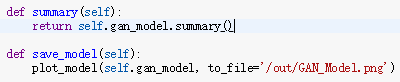 def summary(self):
    return self.gan_model.summary()

def save_model(self):
    plot_model(self.gan_model, to_file='/out/GAN_Model.png')